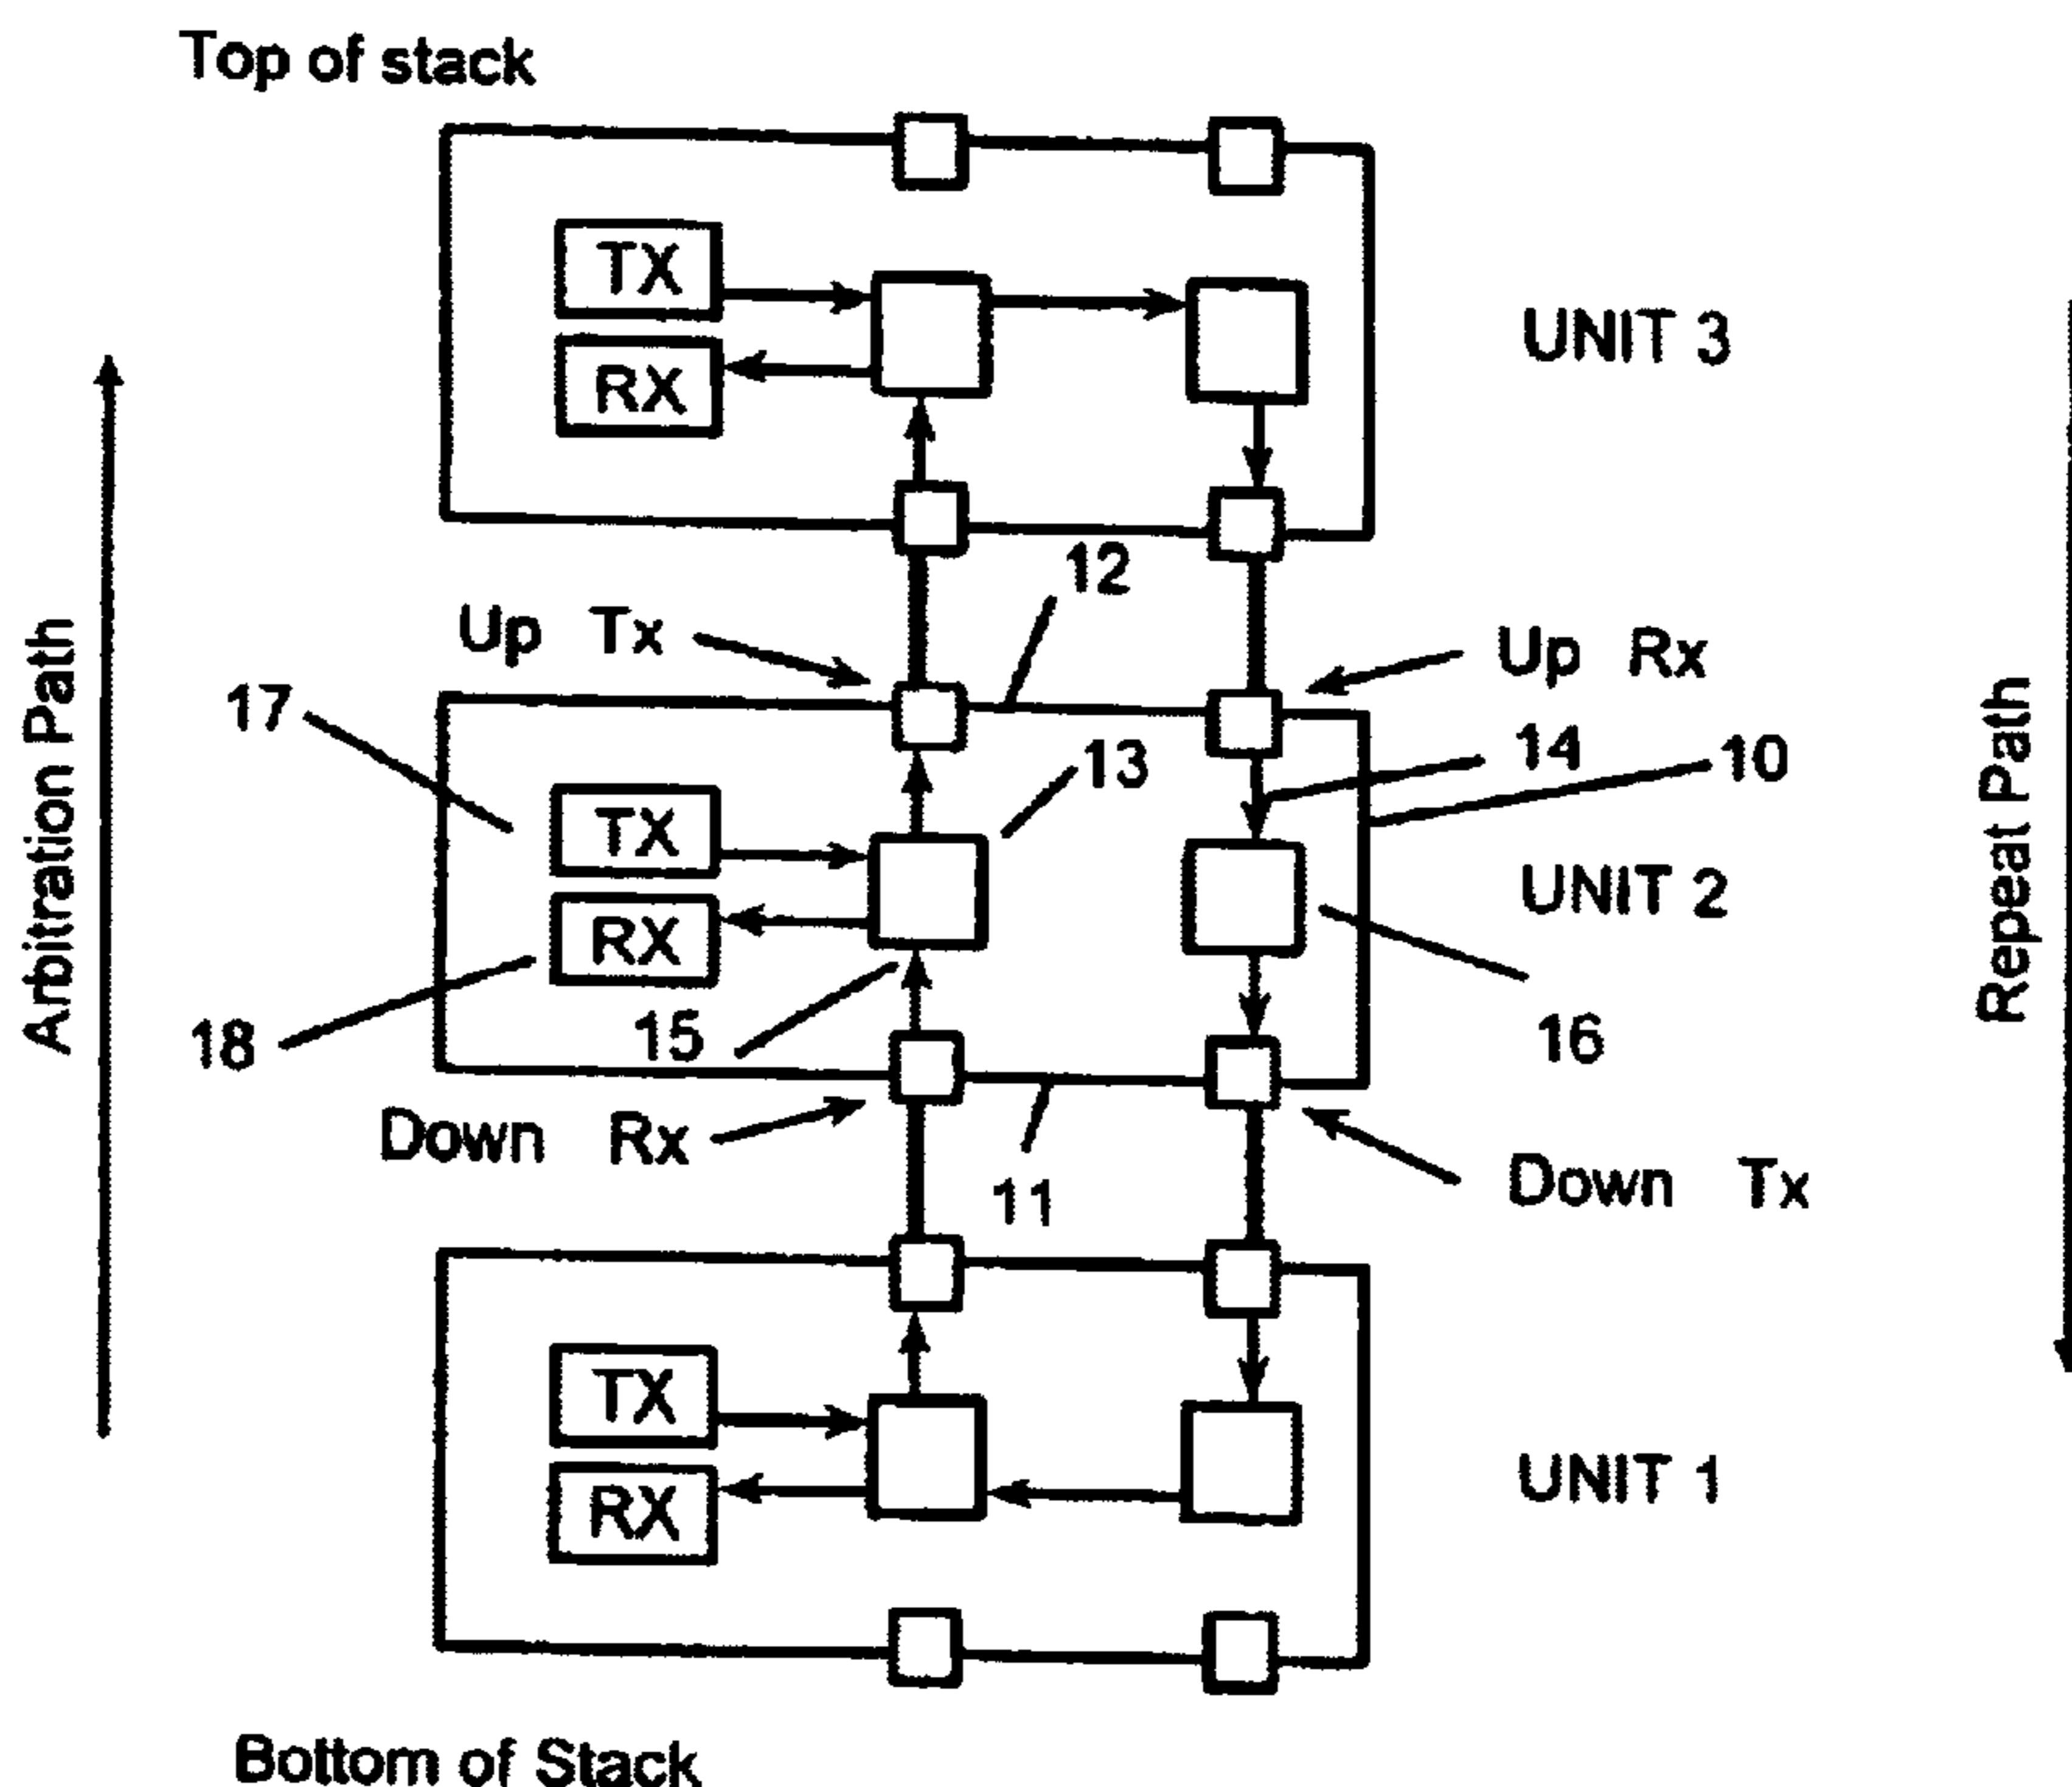 Top of stack
TX
RX
UNIT 3
12
Up Tx
Up Rx
17
14
10
13
Arbitration Path
Repeat Path
TX
RX
UNIT 2
18
15
16
Down Rx
11
Down Tx
TX
RX
UNIT 1
Bottom of Stack